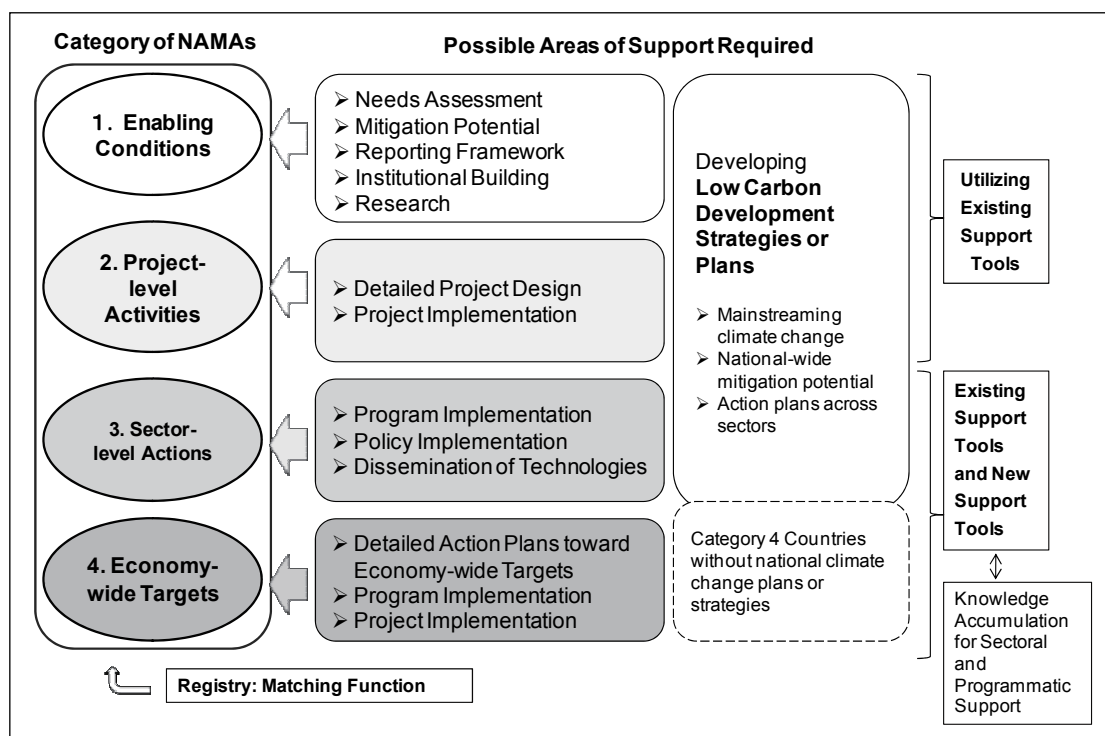 Category of NAMAs
Possible Areas of Support Required
1. Enabling
Conditions
➢ Needs Assessment
➢ Mitigation Potential
➢ Reporting Framework
➢ Institutional Building
➢ Research
2. Project-
level
Activities
➢ Detailed Project Design
➢ Project Implementation
3. Sector-
level Actions
➢ Program Implementation
➢ Policy Implementation
➢ Dissemination of Technologies
4. Economy-
wide Targets
➢ Detailed Action Plans toward
Economy-wide Targets
➢ Program Implementation
➢ Project Implementation
Developing
Low Carbon
Development
Strategies or
Plans
➢ Mainstreaming
climate change
➢ National-wide
mitigation potential
➢ Action plans across
sectors
Category 4 Countries
without national climate
change plans or
strategies
Utilizing
Existing
Support
Tools
Existing
Support
Tools
and New
Support
Tools
Knowledge
Accumulation
for Sectoral
and
Programmatic
Support
Registry: Matching Function